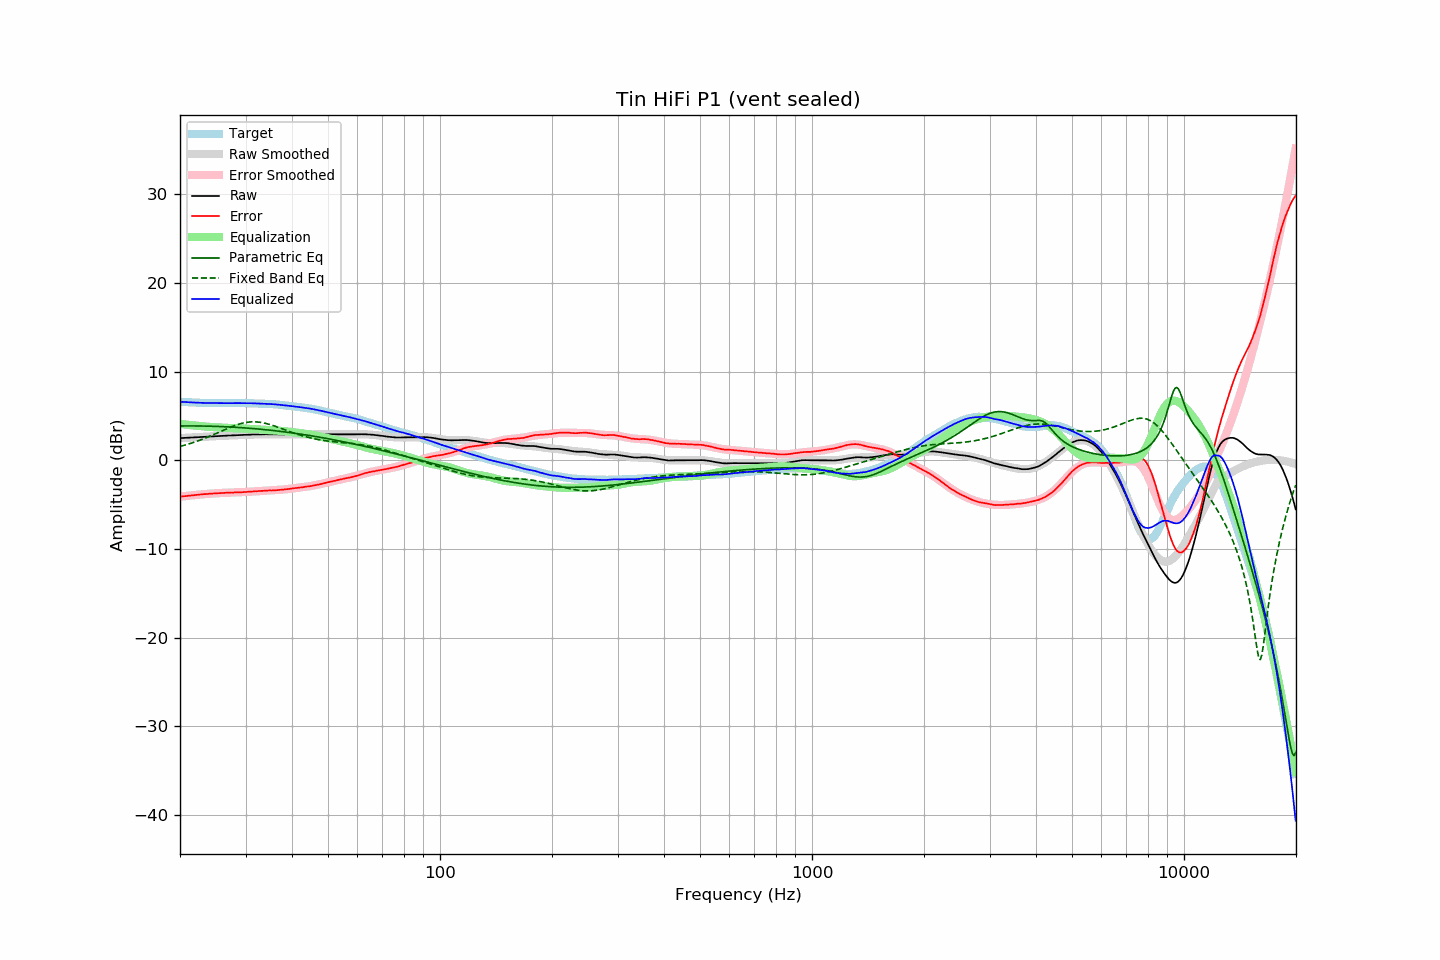 Tin HiFi P1 (vent sealed)
Target
Raw Smoothed
Error Smoothed
Raw
Error
Equalization
Parametric Eq
Fixed Band Eq
Equalized
30
20
10
0
−10
−20
−30
−40
Amplitude (dBr)
100
1000
10000
Frequency (Hz)